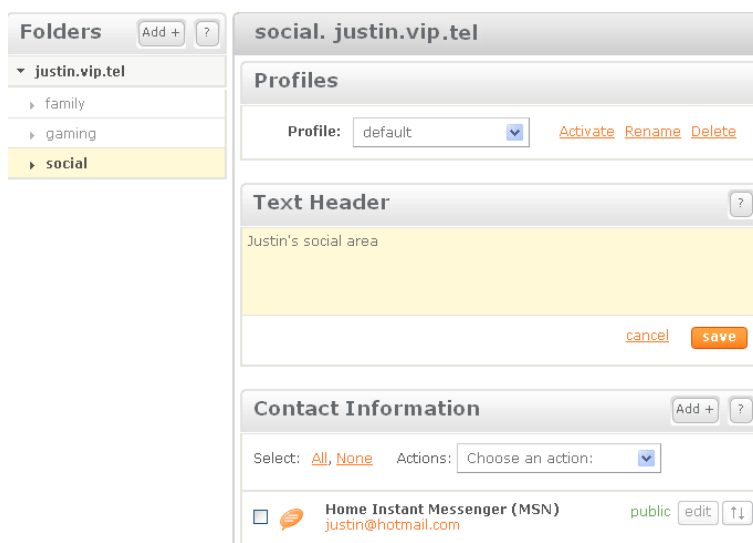 Folders Add + ?
justin.vip.tel
family
gaming
social
social. justin.vip.tel
Profiles
Profile: default Activate Rename Delete
Text Header ?
Justin's social area
cancel save
Contact Information Add + ?
Select: All, None Actions: Choose an action:
Home Instant Messenger (MSN) public edit
justin@hotmail.com